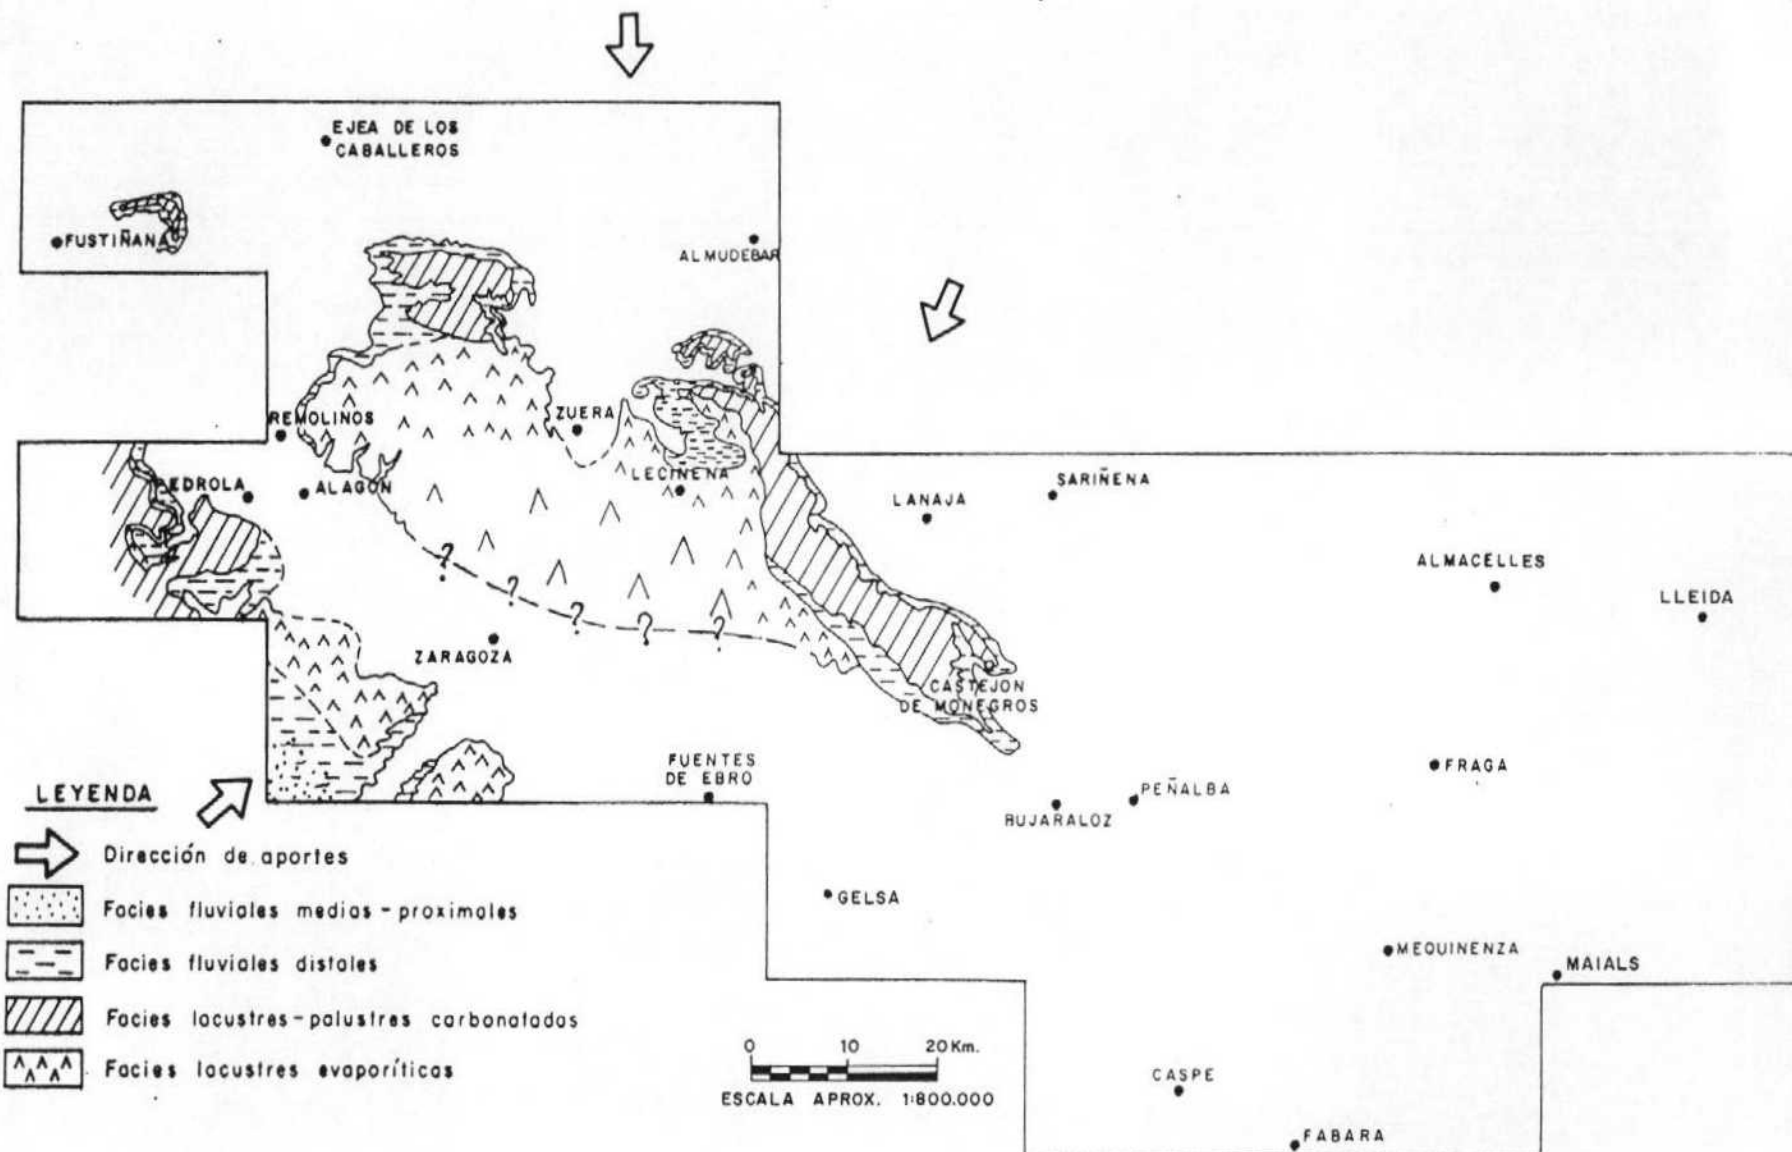 EJEA DE LOS
CABALLEROS
FUSTIÑANA
ALMUDEBAR
REMOLINOS
ZUERA
PEDROLA
ALAGÓN
LECIÑENA
LANAJA
SARIÑENA
ALMACELLES
LLEIDA
?
?
?
?
?
ZARAGOZA
CASTEJON
DE MONEGROS
FUENTES
DE EBRO
FRAGA
PEÑALBA
BUJARALOZ
GELSA
MEQUINENZA
MAIALS
CASPE
FABARA
LEYENDA
Dirección de aportes
Facies fluviales medias - proximales
Facies fluviales distales
Facies lacustres-palustres carbonatadas
Facies lacustres evaporíticas
0 10 20 Km.
ESCALA APROX. 1:800.000